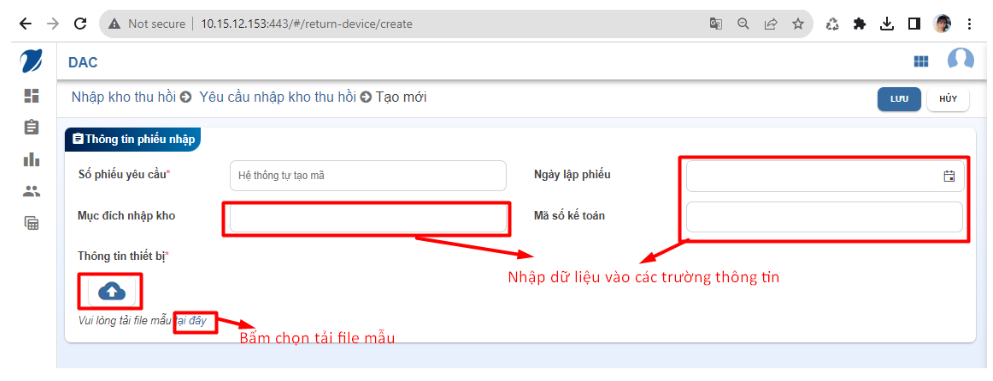 Not secure | 10.15.12.153:443/#/return-device/create
DAC
Nhập kho thu hồi Yêu cầu nhập kho thu hồi Tạo mới
LƯU HỦY
Thông tin phiếu nhập
Số phiếu yêu cầu* Hệ thống tự tạo mã Ngày lập phiếu
Mục đích nhập kho Mã số kế toán
Thông tin thiết bị*
Nhập dữ liệu vào các trường thông tin
Vui lòng tải file mẫu tại đây
Bấm chọn tải file mẫu